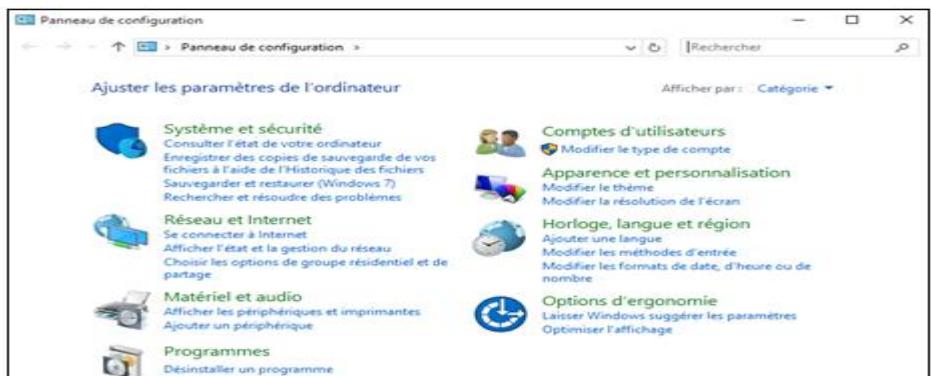 Panneau de configuration
Panneau de configuration
Rechercher
Ajuster les paramètres de l'ordinateur
Afficher par : Catégorie
Système et sécurité
Consulter l'état de votre ordinateur
Enregistrer des copies de sauvegarde de vos
fichiers à l'aide de l'Historique des fichiers
Sauvegarder et restaurer (Windows 7)
Rechercher et résoudre des problèmes
Réseau et Internet
Se connecter à Internet
Afficher l'état et la gestion du réseau
Choisir les options de groupe résidentiel et de
partage
Matériel et audio
Afficher les périphériques et imprimantes
Ajouter un périphérique
Programmes
Désinstaller un programme
Comptes d'utilisateurs
Modifier le type de compte
Apparence et personnalisation
Modifier le thème
Modifier la résolution de l'écran
Horloge, langue et région
Ajouter une langue
Modifier les méthodes d'entrée
Modifier les formats de date, d'heure ou de
nombre
Options d'ergonomie
Laisser Windows suggérer les paramètres
Optimiser l'affichage